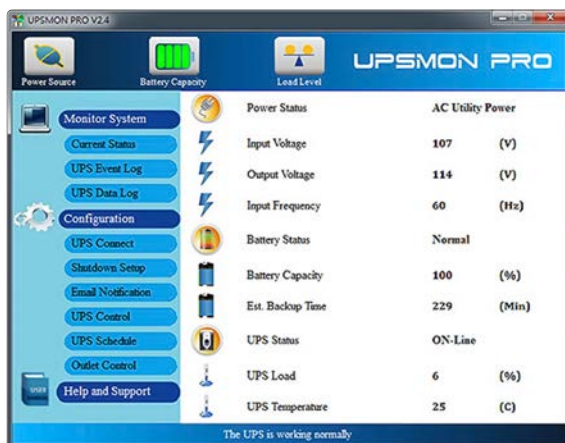 UPSMON PRO V2.4
Power Source
Battery Capacity
Load Level
UPSMON PRO
Monitor System
Current Status
UPS Event Log
UPS Data Log
Configuration
UPS Connect
Shutdown Setup
Email Notification
UPS Control
UPS Schedule
Outlet Control
Help and Support
USER
Power Status AC Utility Power
Input Voltage 107 (V)
Output Voltage 114 (V)
Input Frequency 60 (Hz)
Battery Status Normal
Battery Capacity 100 (%)
Est. Backup Time 229 (Min)
UPS Status ON-Line
UPS Load 6 (%)
UPS Temperature 25 (C)
The UPS is working normally